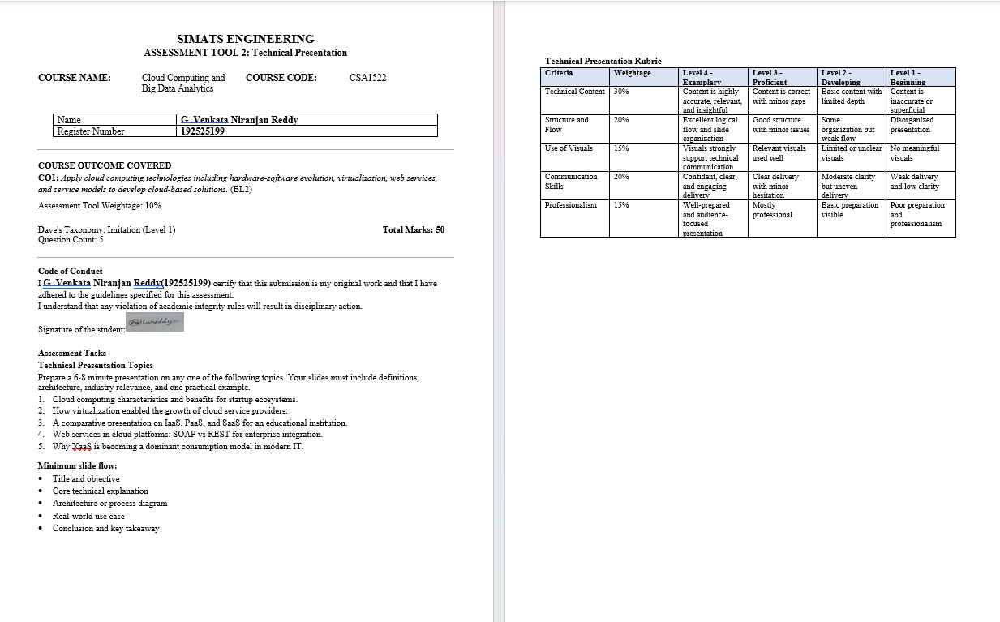 SIMATS ENGINEERING
ASSESSMENT TOOL 2: Technical Presentation
COURSE NAME: Cloud Computing and COURSE CODE: CSA1522
Big Data Analytics
Name G .Venkata Niranjan Reddy
Register Number 192525199
COURSE OUTCOME COVERED
CO1: Apply cloud computing technologies including hardware-software evolution, virtualization, web services,
and service models to develop cloud-based solutions. (BL2)
Assessment Tool Weightage: 10%
Dave's Taxonomy: Imitation (Level 1) Total Marks: 50
Question Count: 5
Code of Conduct
I G .Venkata Niranjan Reddy(192525199) certify that this submission is my original work and that I have
adhered to the guidelines specified for this assessment.
I understand that any violation of academic integrity rules will result in disciplinary action.
Signature of the student:
Assessment Tasks
Technical Presentation Topics
Prepare a 6-8 minute presentation on any one of the following topics. Your slides must include definitions,
architecture, industry relevance, and one practical example.
1. Cloud computing characteristics and benefits for startup ecosystems.
2. How virtualization enabled the growth of cloud service providers.
3. A comparative presentation on IaaS, PaaS, and SaaS for an educational institution.
4. Web services in cloud platforms: SOAP vs REST for enterprise integration.
5. Why XaaS is becoming a dominant consumption model in modern IT.
Minimum slide flow:
• Title and objective
• Core technical explanation
• Architecture or process diagram
• Real-world use case
• Conclusion and key takeaway
Technical Presentation Rubric
Criteria Weightage Level 4 - Level 3 - Level 2 - Level 1 -
Exemplary Proficient Developing Beginning
Technical Content 30% Content is highly Content is correct Basic content with Content is
accurate, relevant, with minor gaps limited depth inaccurate or
and insightful superficial
Structure and 20% Excellent logical Good structure Some Disorganized
Flow flow and slide with minor issues organization but presentation
organization weak flow
Use of Visuals 15% Visuals strongly Relevant visuals Limited or unclear No meaningful
support technical used well visuals visuals
communication
Communication 20% Confident, clear, Clear delivery Moderate clarity Weak delivery
Skills and engaging with minor but uneven and low clarity
delivery hesitation delivery
Professionalism 15% Well-prepared Mostly Basic preparation Poor preparation
and audience- professional visible and
focused professionalism
presentation